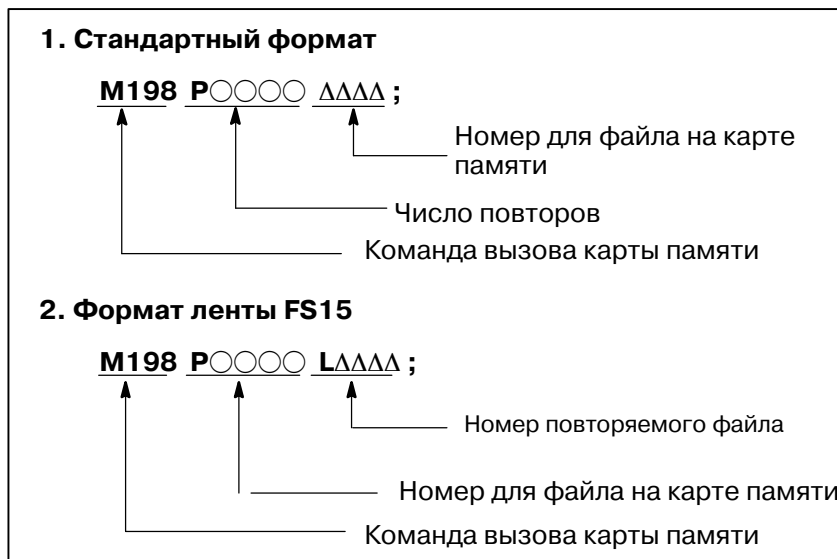 1. Стандартный формат
M198 P○○○○ ΔΔΔΔ ;
Номер для файла на карте
памяти
Число повторов
Команда вызова карты памяти
2. Формат ленты FS15
M198 P○○○○ LΔΔΔΔ ;
Номер повторяемого файла
Номер для файла на карте памяти
Команда вызова карты памяти